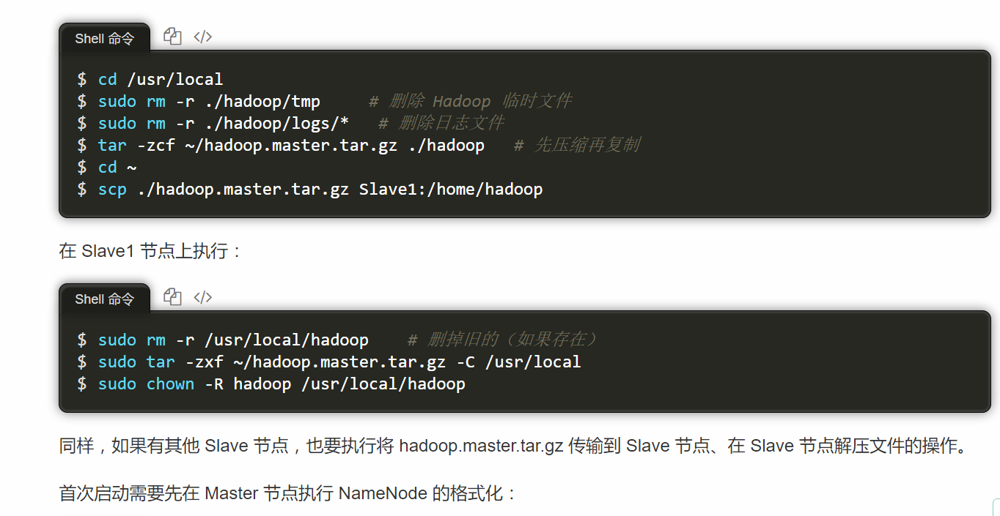 Shell 命令
$ cd /usr/local
$ sudo rm -r ./hadoop/tmp # 删除 Hadoop 临时文件
$ sudo rm -r ./hadoop/logs/* # 删除日志文件
$ tar -zcf ~/hadoop.master.tar.gz ./hadoop # 先压缩再复制
$ cd ~
$ scp ./hadoop.master.tar.gz Slave1:/home/hadoop
在 Slave1 节点上执行：
Shell 命令
$ sudo rm -r /usr/local/hadoop # 删掉旧的（如果存在）
$ sudo tar -zxf ~/hadoop.master.tar.gz -C /usr/local
$ sudo chown -R hadoop /usr/local/hadoop
同样，如果有其他 Slave 节点，也要执行将 hadoop.master.tar.gz 传输到 Slave 节点、在 Slave 节点解压文件的操作。
首次启动需要先在 Master 节点执行 NameNode 的格式化：